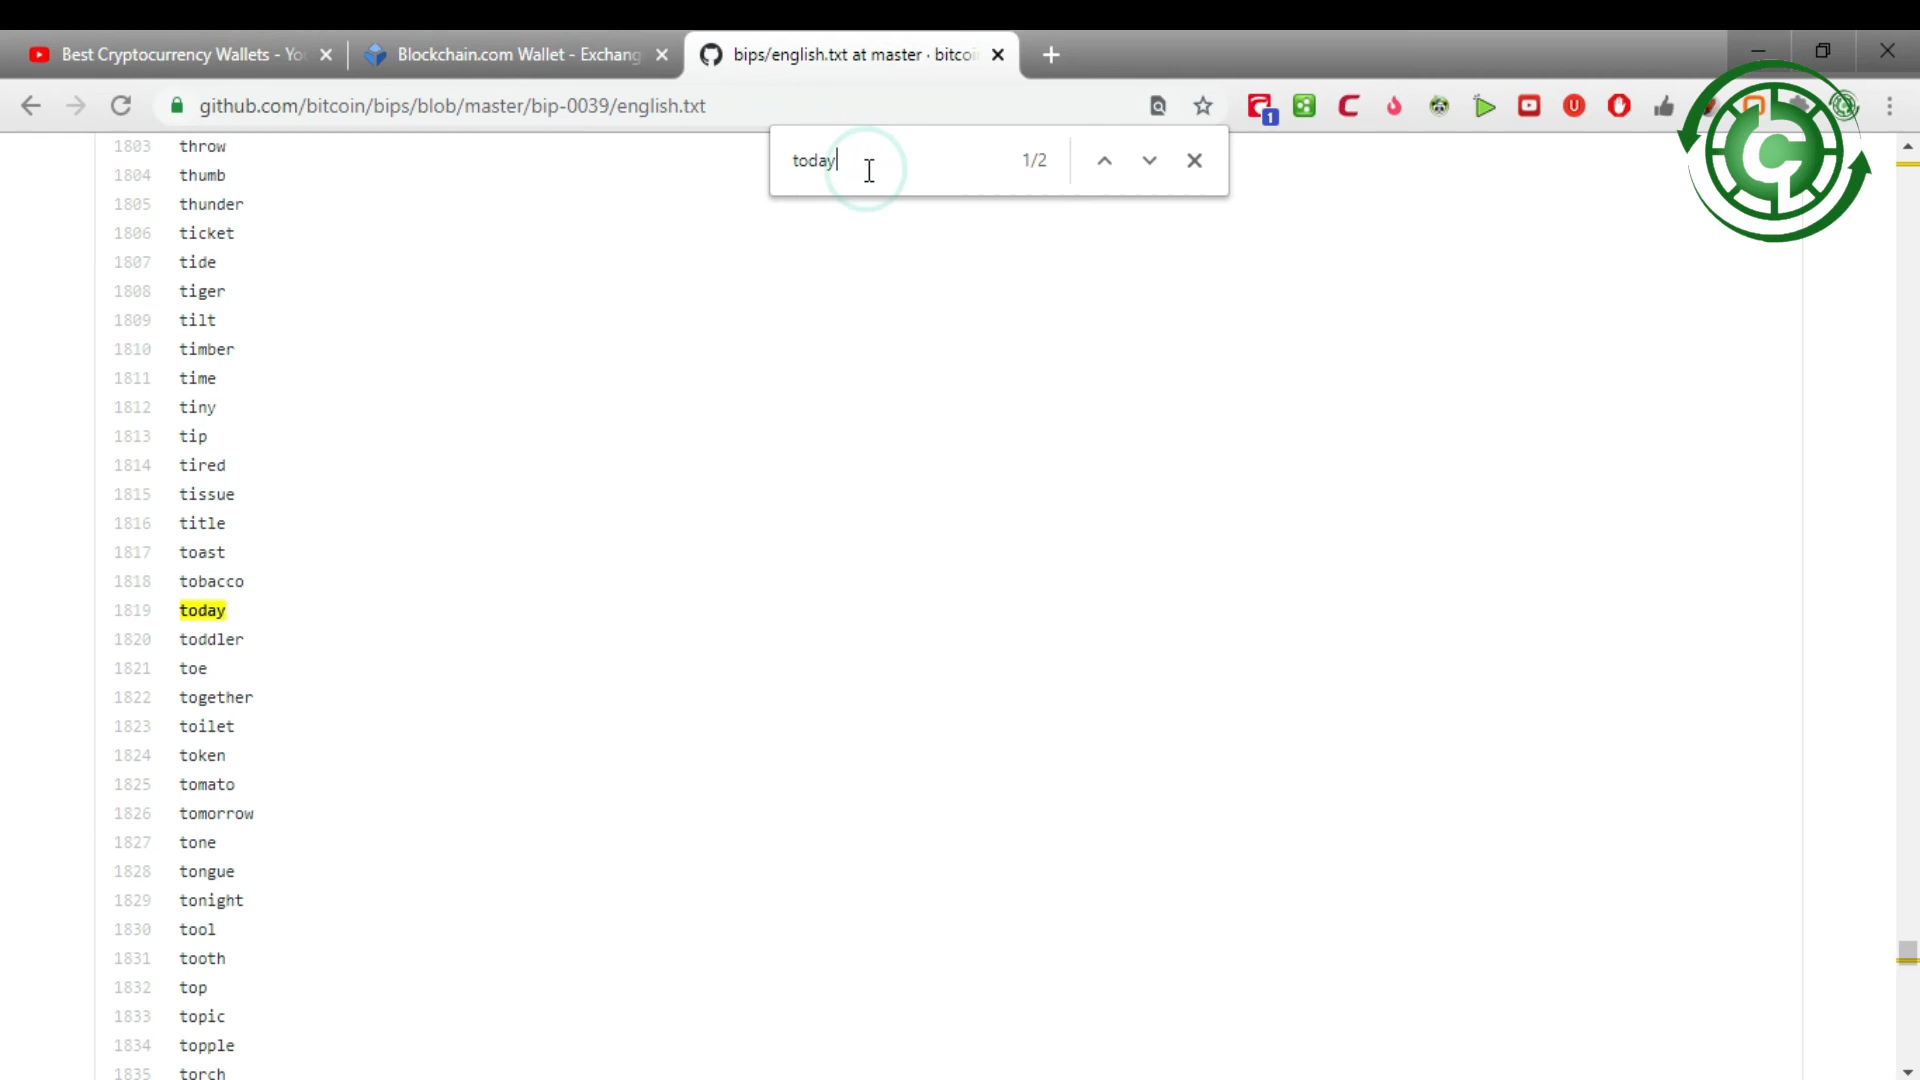 Best Cryptocurrency Wallets - Yo
Blockchain.com Wallet - Exchang
bips/english.txt at master · bitcoi
github.com/bitcoin/bips/blob/master/bip-0039/english.txt
1
today 1/2
1803 throw
1804 thumb
1805 thunder
1806 ticket
1807 tide
1808 tiger
1809 tilt
1810 timber
1811 time
1812 tiny
1813 tip
1814 tired
1815 tissue
1816 title
1817 toast
1818 tobacco
1819 today
1820 toddler
1821 toe
1822 together
1823 toilet
1824 token
1825 tomato
1826 tomorrow
1827 tone
1828 tongue
1829 tonight
1830 tool
1831 tooth
1832 top
1833 topic
1834 topple
1835 torch